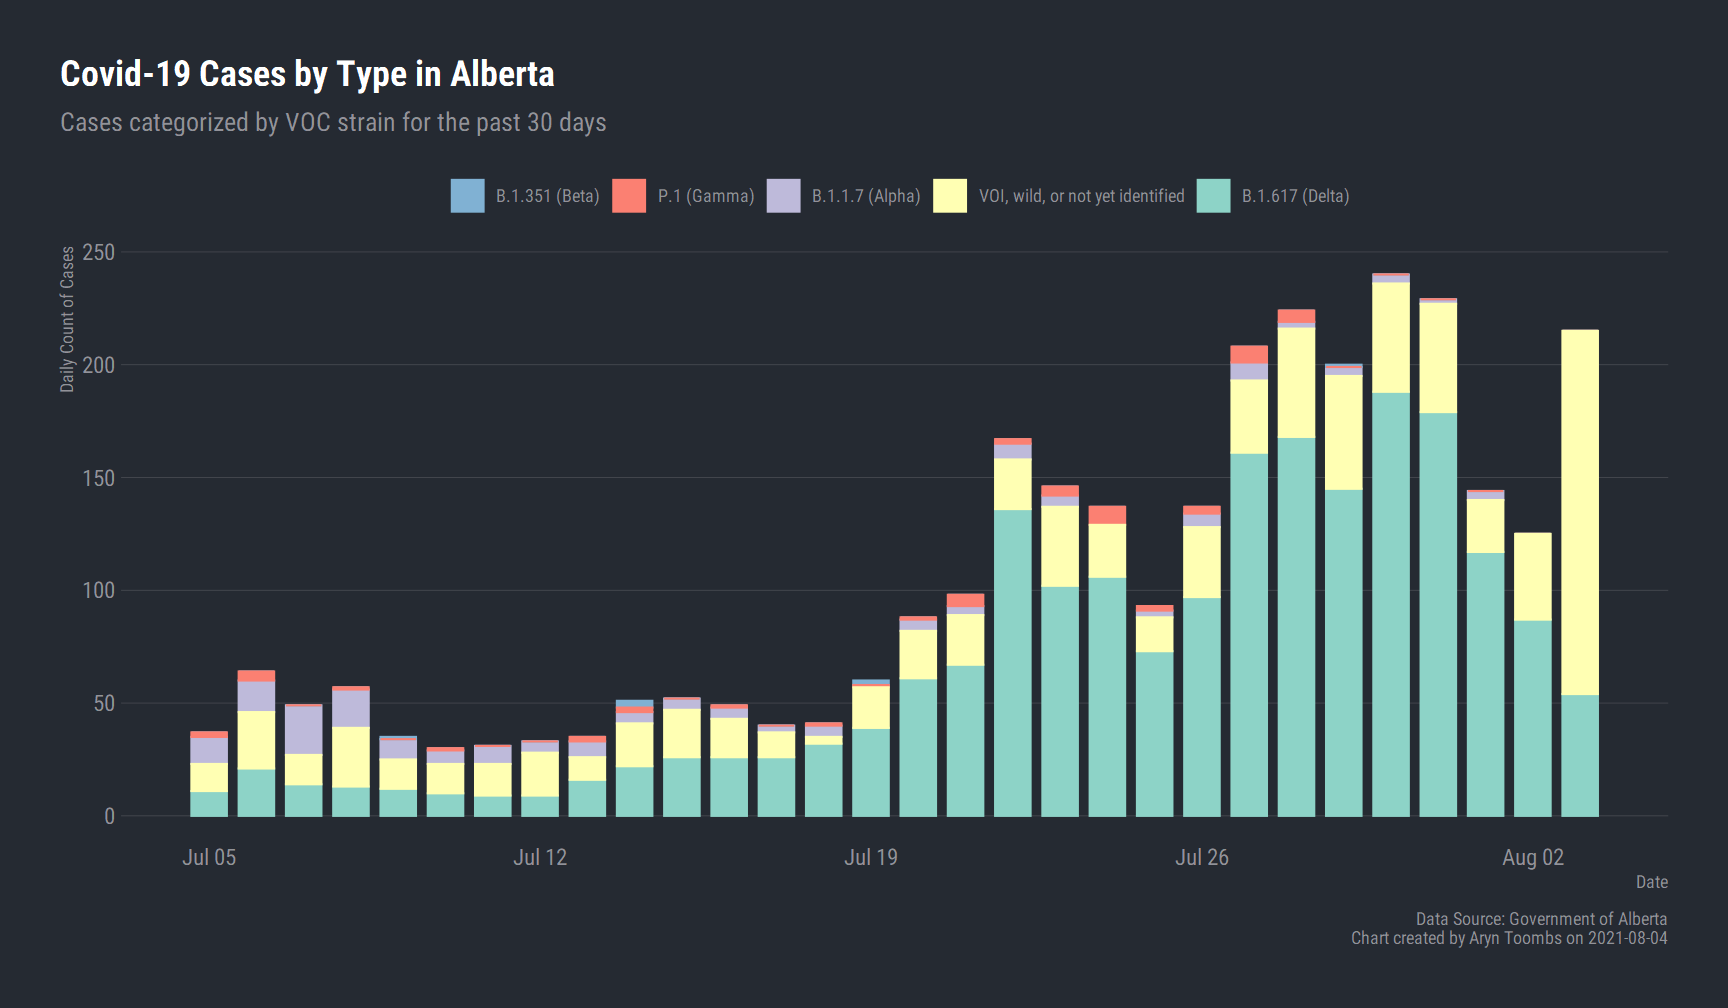 Covid-19 Cases by Type in Alberta
Cases categorized by VOC strain for the past 30 days
B.1.351 (Beta) P.1 (Gamma) B.1.1.7 (Alpha) VOI, wild, or not yet identified B.1.617 (Delta)
Daily Count of Cases
250
200
150
100
50
0
Jul 05 Jul 12 Jul 19 Jul 26 Aug 02
Date
Data Source: Government of Alberta
Chart created by Aryn Toombs on 2021-08-04